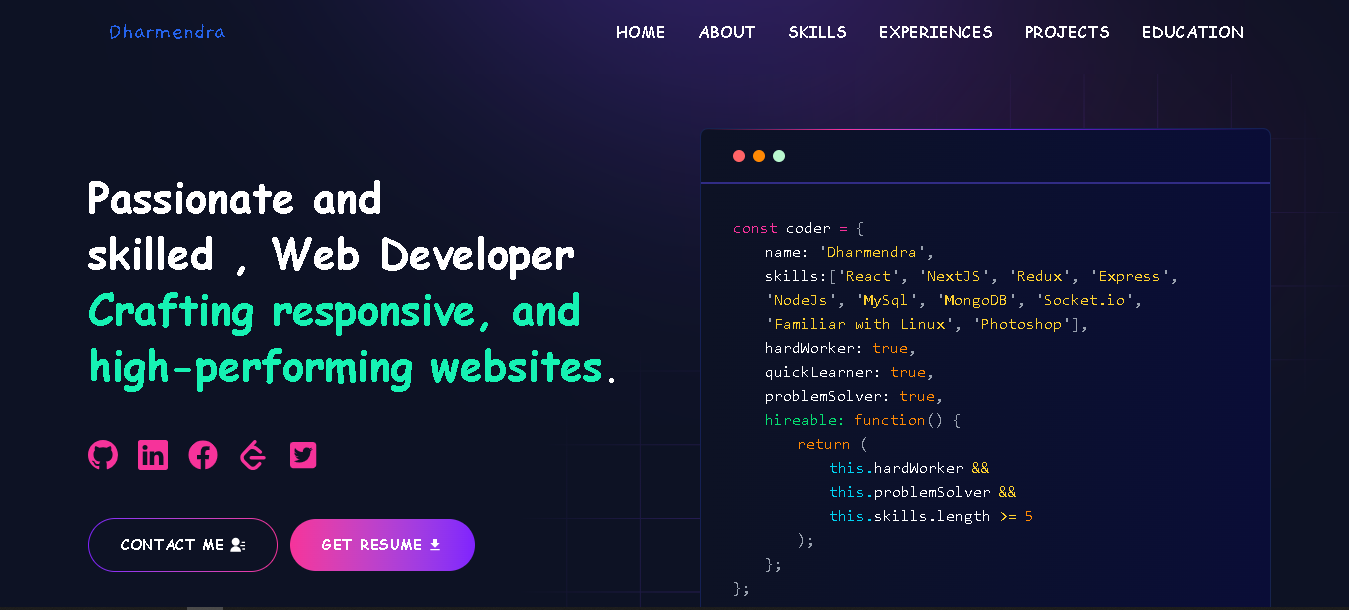 Dharmendra
HOME ABOUT SKILLS EXPERIENCES PROJECTS EDUCATION
Passionate and
skilled , Web Developer
Crafting responsive, and
high-performing websites.
CONTACT ME
GET RESUME
const coder = {
name: 'Dharmendra',
skills:['React', 'NextJS', 'Redux', 'Express',
'NodeJs', 'MySql', 'MongoDB', 'Socket.io',
'Familiar with Linux', 'Photoshop'],
hardWorker: true,
quickLearner: true,
problemSolver: true,
hireable: function() {
return (
this.hardWorker &&
this.problemSolver &&
this.skills.length >= 5
);
};
};